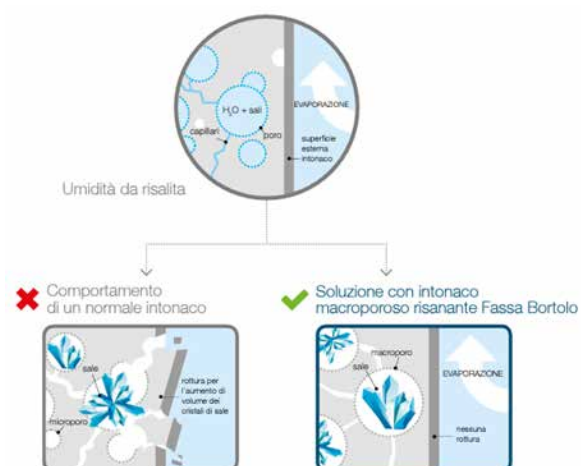 EVAPORAZIONE
H2O + sali
capillari
poro
superficie
esterna
intonaco
Umidità da risalita
Comportamento
di un normale intonaco
Soluzione con intonaco
macroporoso risanante Fassa Bortolo
sale
rottura per
l'aumento di
volume dei
cristali di sale
microporo
macroporo
sale
EVAPORAZIONE
nessuna
rottura